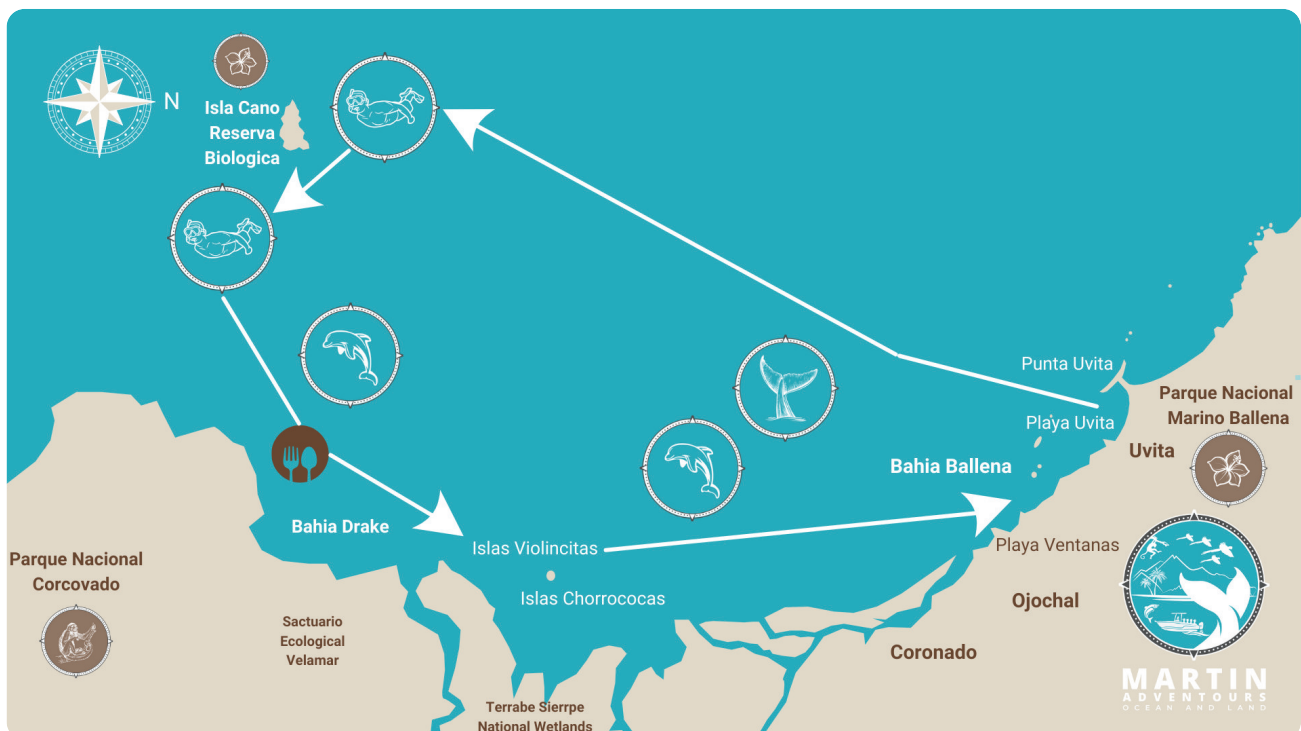 N
Isla Cano
Reserva
Biologica
Punta Uvita
Parque Nacional
Marino Ballena
Playa Uvita
Uvita
Bahia Ballena
Bahia Drake
Islas Violincitas
Playa Ventanas
Parque Nacional
Corcovado
Islas Chorrococas
Ojochal
Sactuario
Ecological
Velamar
Coronado
MARTIN
ADVENTOURS
OCEAN AND LAND
Terrabe Sierrpe
National Wetlands